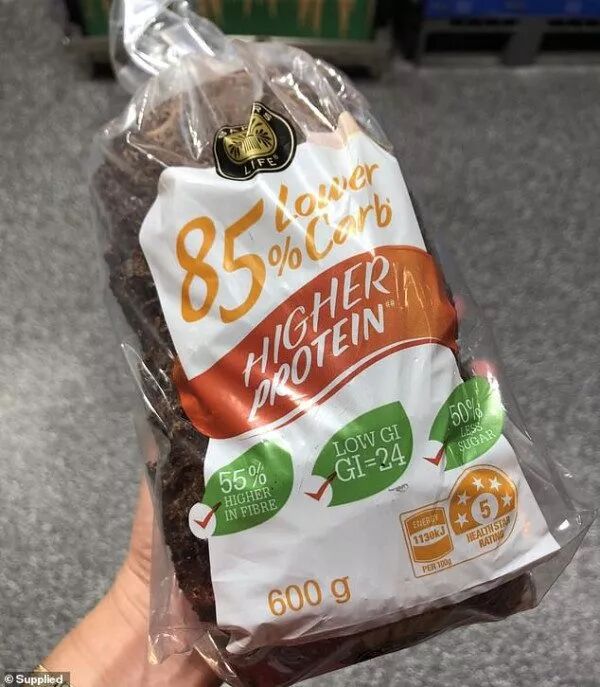 LIFE®
85% Lower
Carb
HIGHER
PROTEIN**
55%
HIGHER
IN FIBRE
LOW GI
GI=24
50%
LESS
SUGAR
ENERGY
1130kJ
PER 100g
5
HEALTH STAR
RATING
600 g
© Supplied